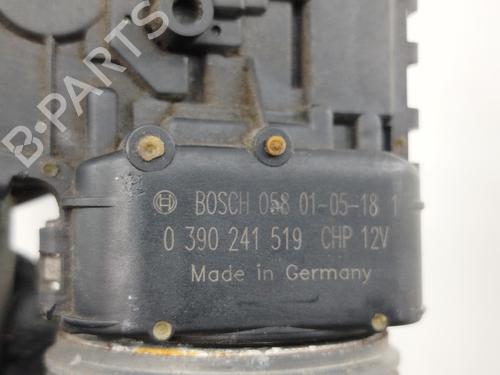 B-PARTS
BOSCH 058 01-05-18 1
0 390 241 519 CHP 12V
Made in Germany